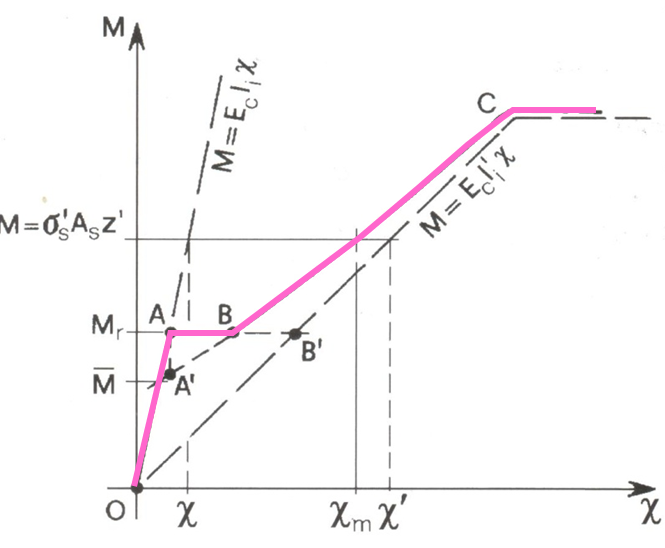 M
M = E_c I_i χ
C
M = E_c I'_i χ
M = σ'_s A_s z'
A
B
M_r
B'
M̅
A'
O
χ
χ_m
χ'
χ